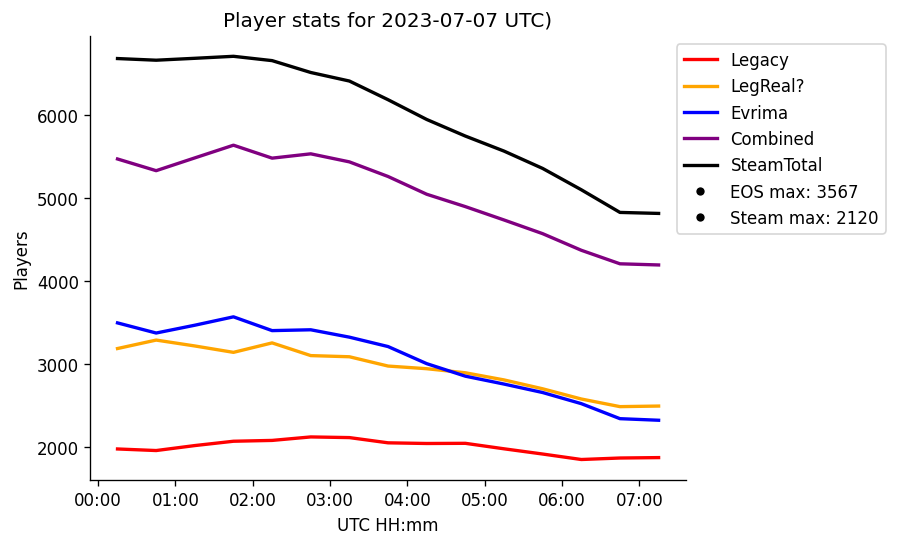 Player stats for 2023-07-07 UTC)
Legacy
LegReal?
Evrima
Combined
SteamTotal
EOS max: 3567
Steam max: 2120
Players
6000
5000
4000
3000
2000
00:00 01:00 02:00 03:00 04:00 05:00 06:00 07:00
UTC HH:mm